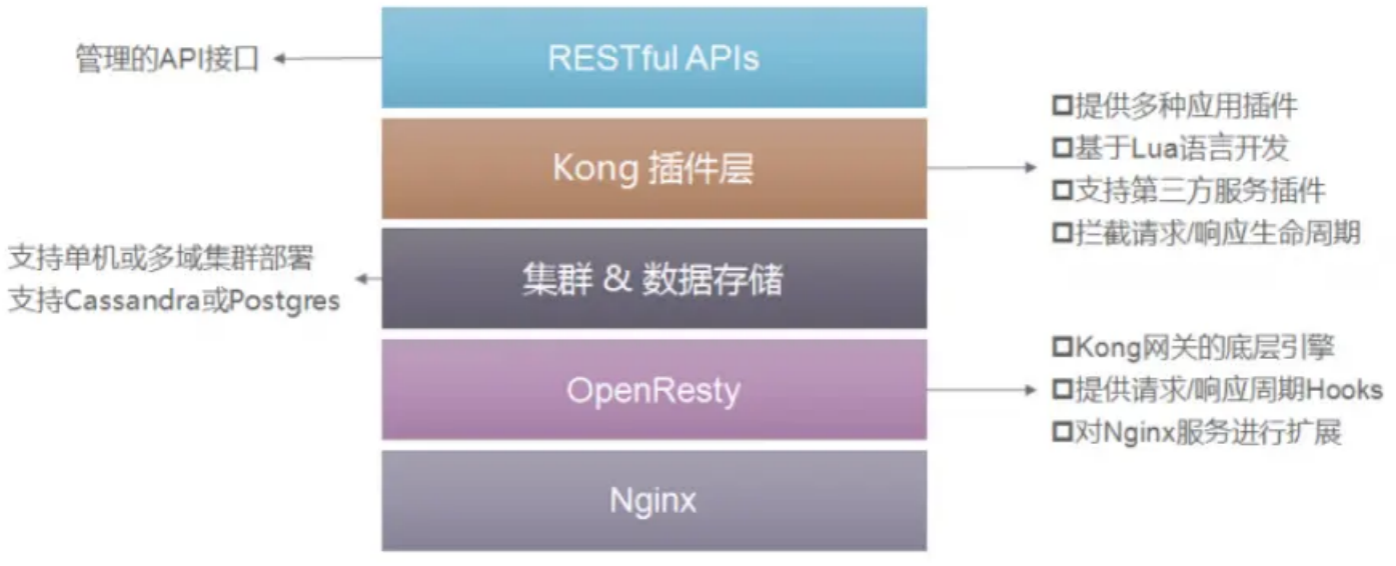 管理的API接口
RESTful APIs
Kong 插件层
提供多种应用插件
基于Lua语言开发
支持第三方服务插件
拦截请求/响应生命周期
支持单机或多域集群部署
支持Cassandra或Postgres
集群 & 数据存储
OpenResty
Kong网关的底层引擎
提供请求/响应周期Hooks
对Nginx服务进行扩展
Nginx